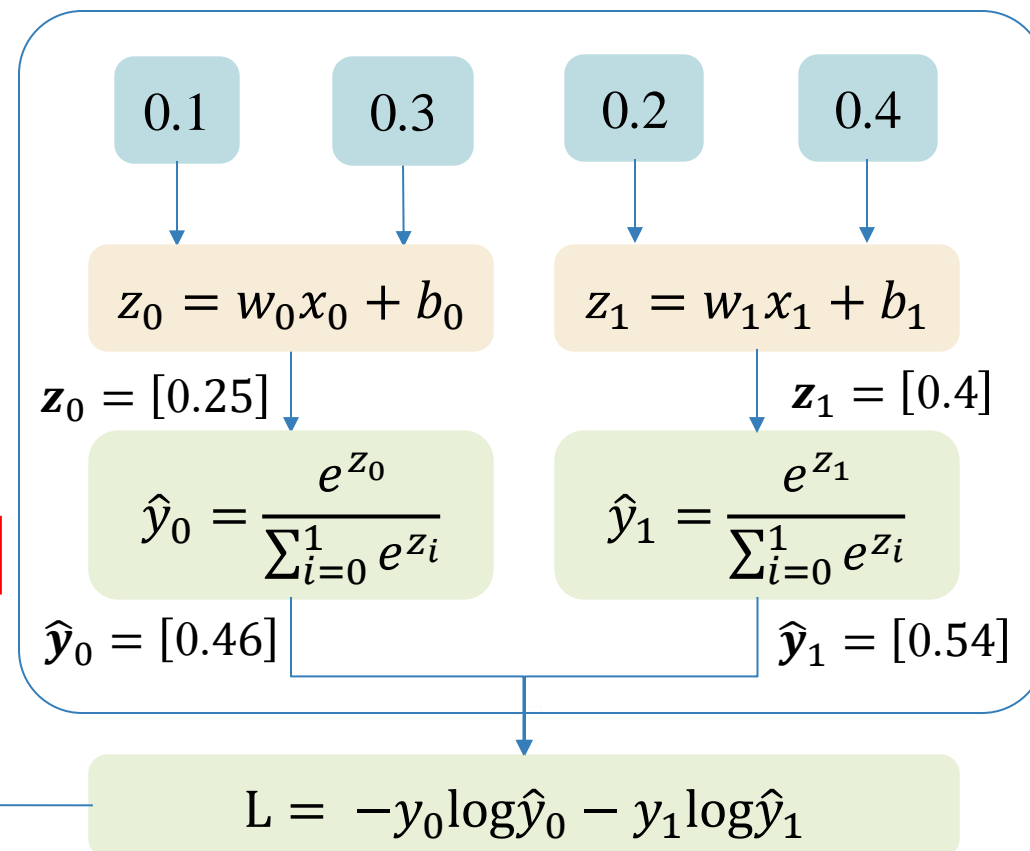 0.1 0.3 0.2 0.4
z₀ = w₀x₀ + b₀ z₁ = w₁x₁ + b₁
𝒛₀ = [0.25] 𝒛₁ = [0.4]
ŷ₀ = e^{z₀} / ∑_{i=0}^{1} e^{z_i} ŷ₁ = e^{z₁} / ∑_{i=0}^{1} e^{z_i}
ŷ₀ = [0.46] ŷ₁ = [0.54]
L = −y₀logŷ₀ − y₁logŷ₁